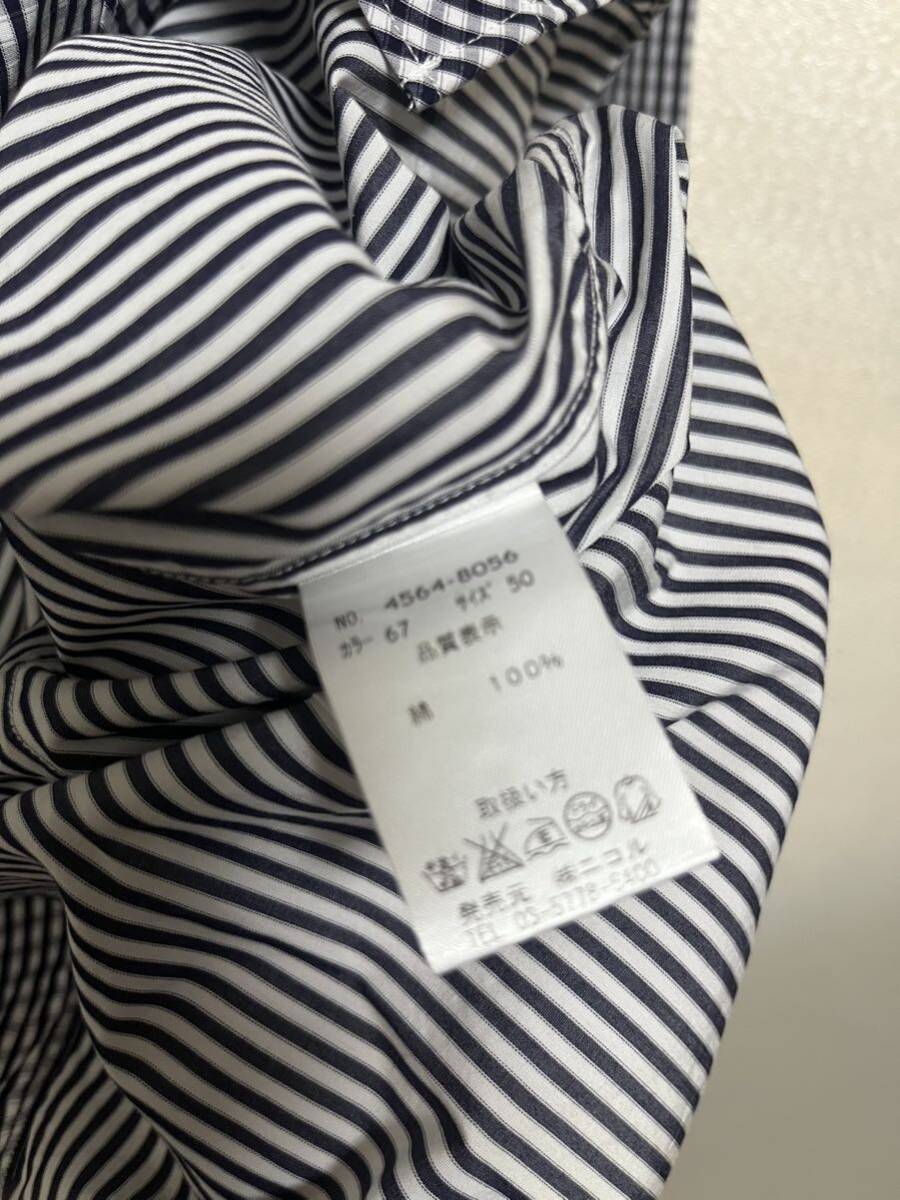 NO. 4564-8056
カラー 67 サイズ 50
品質表示
綿 100%
取扱い方
発売元 ㈱ニコル
TEL 03-5778-5400